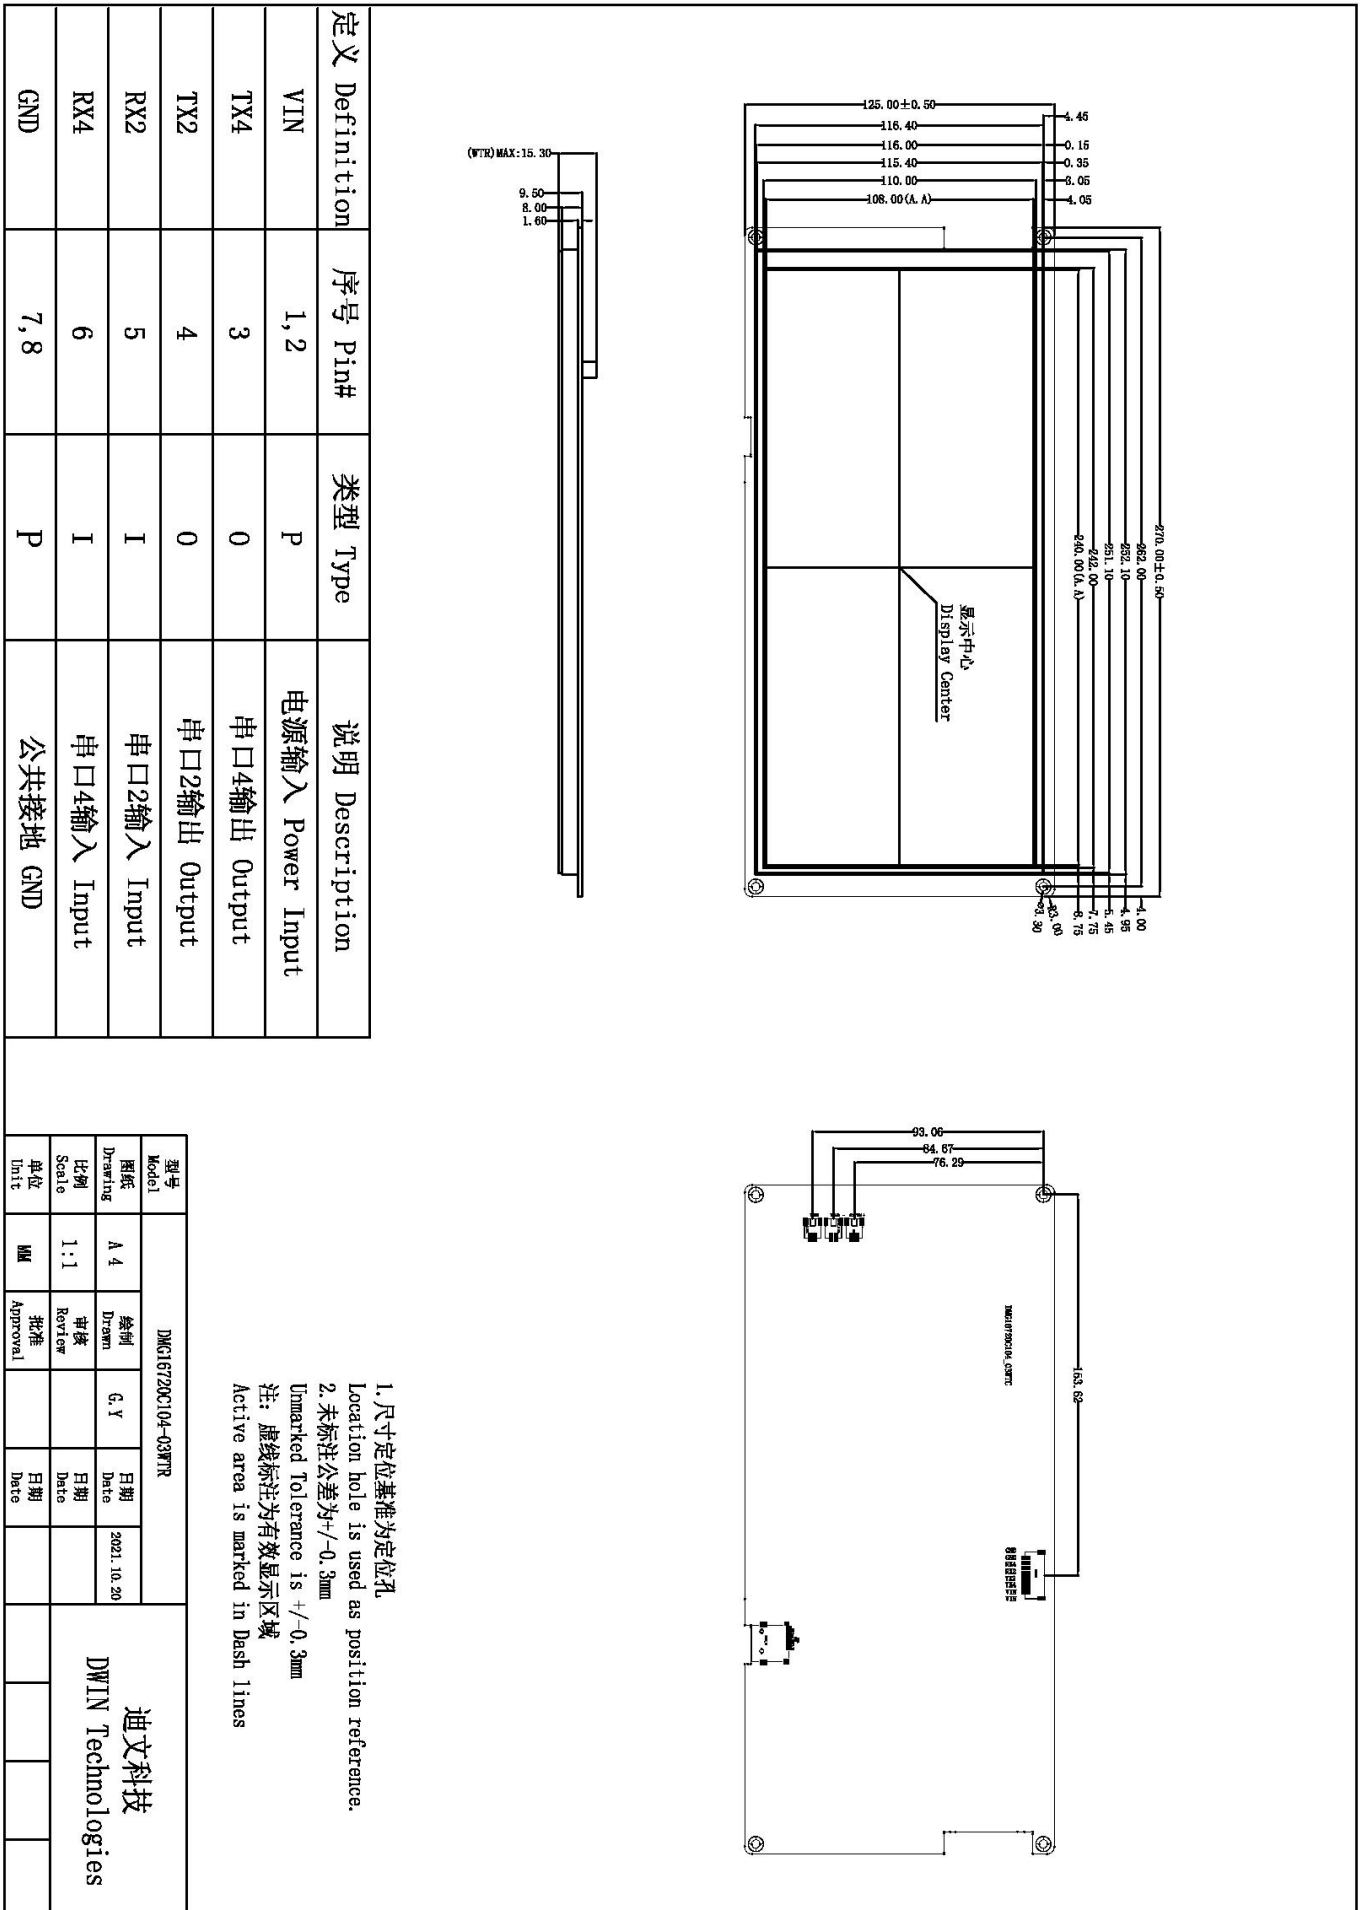 125.00±0.50
116.40
116.00
115.40
110.00
108.00(A.A)
4.45
0.15
0.35
3.05
4.05
270.00±0.50
262.00
252.10
251.10
242.00
240.00(A.A)
显示中心
Display Center
4.00
4.95
5.45
7.75
8.75
R3.00
ø3.30
(WTR)MAX:15.30
9.50
8.00
1.60
93.06
84.67
76.29
153.62
GND
GND
RX4
RX2
TX2
TX4
VIN
VIN
定义 Definition 序号 Pin# 类型 Type 说明 Description
VIN 1,2 P 电源输入 Power Input
TX4 3 O 串口4输出 Output
TX2 4 O 串口2输出 Output
RX2 5 I 串口2输入 Input
RX4 6 I 串口4输入 Input
GND 7,8 P 公共接地 GND
1.尺寸定位基准为定位孔
Location hole is used as position reference.
2.未标注公差为+/-0.3mm
Unmarked Tolerance is +/-0.3mm
注：虚线标注为有效显示区域
Active area is marked in Dash lines
型号 Model DMG16720C104-03WTR
图纸 Drawing A 4 绘制 Drawn G.Y 日期 Date 2021.10.20
比例 Scale 1:1 审核 Review 日期 Date
单位 Unit MM 批准 Approval 日期 Date
迪文科技
DWIN Technologies